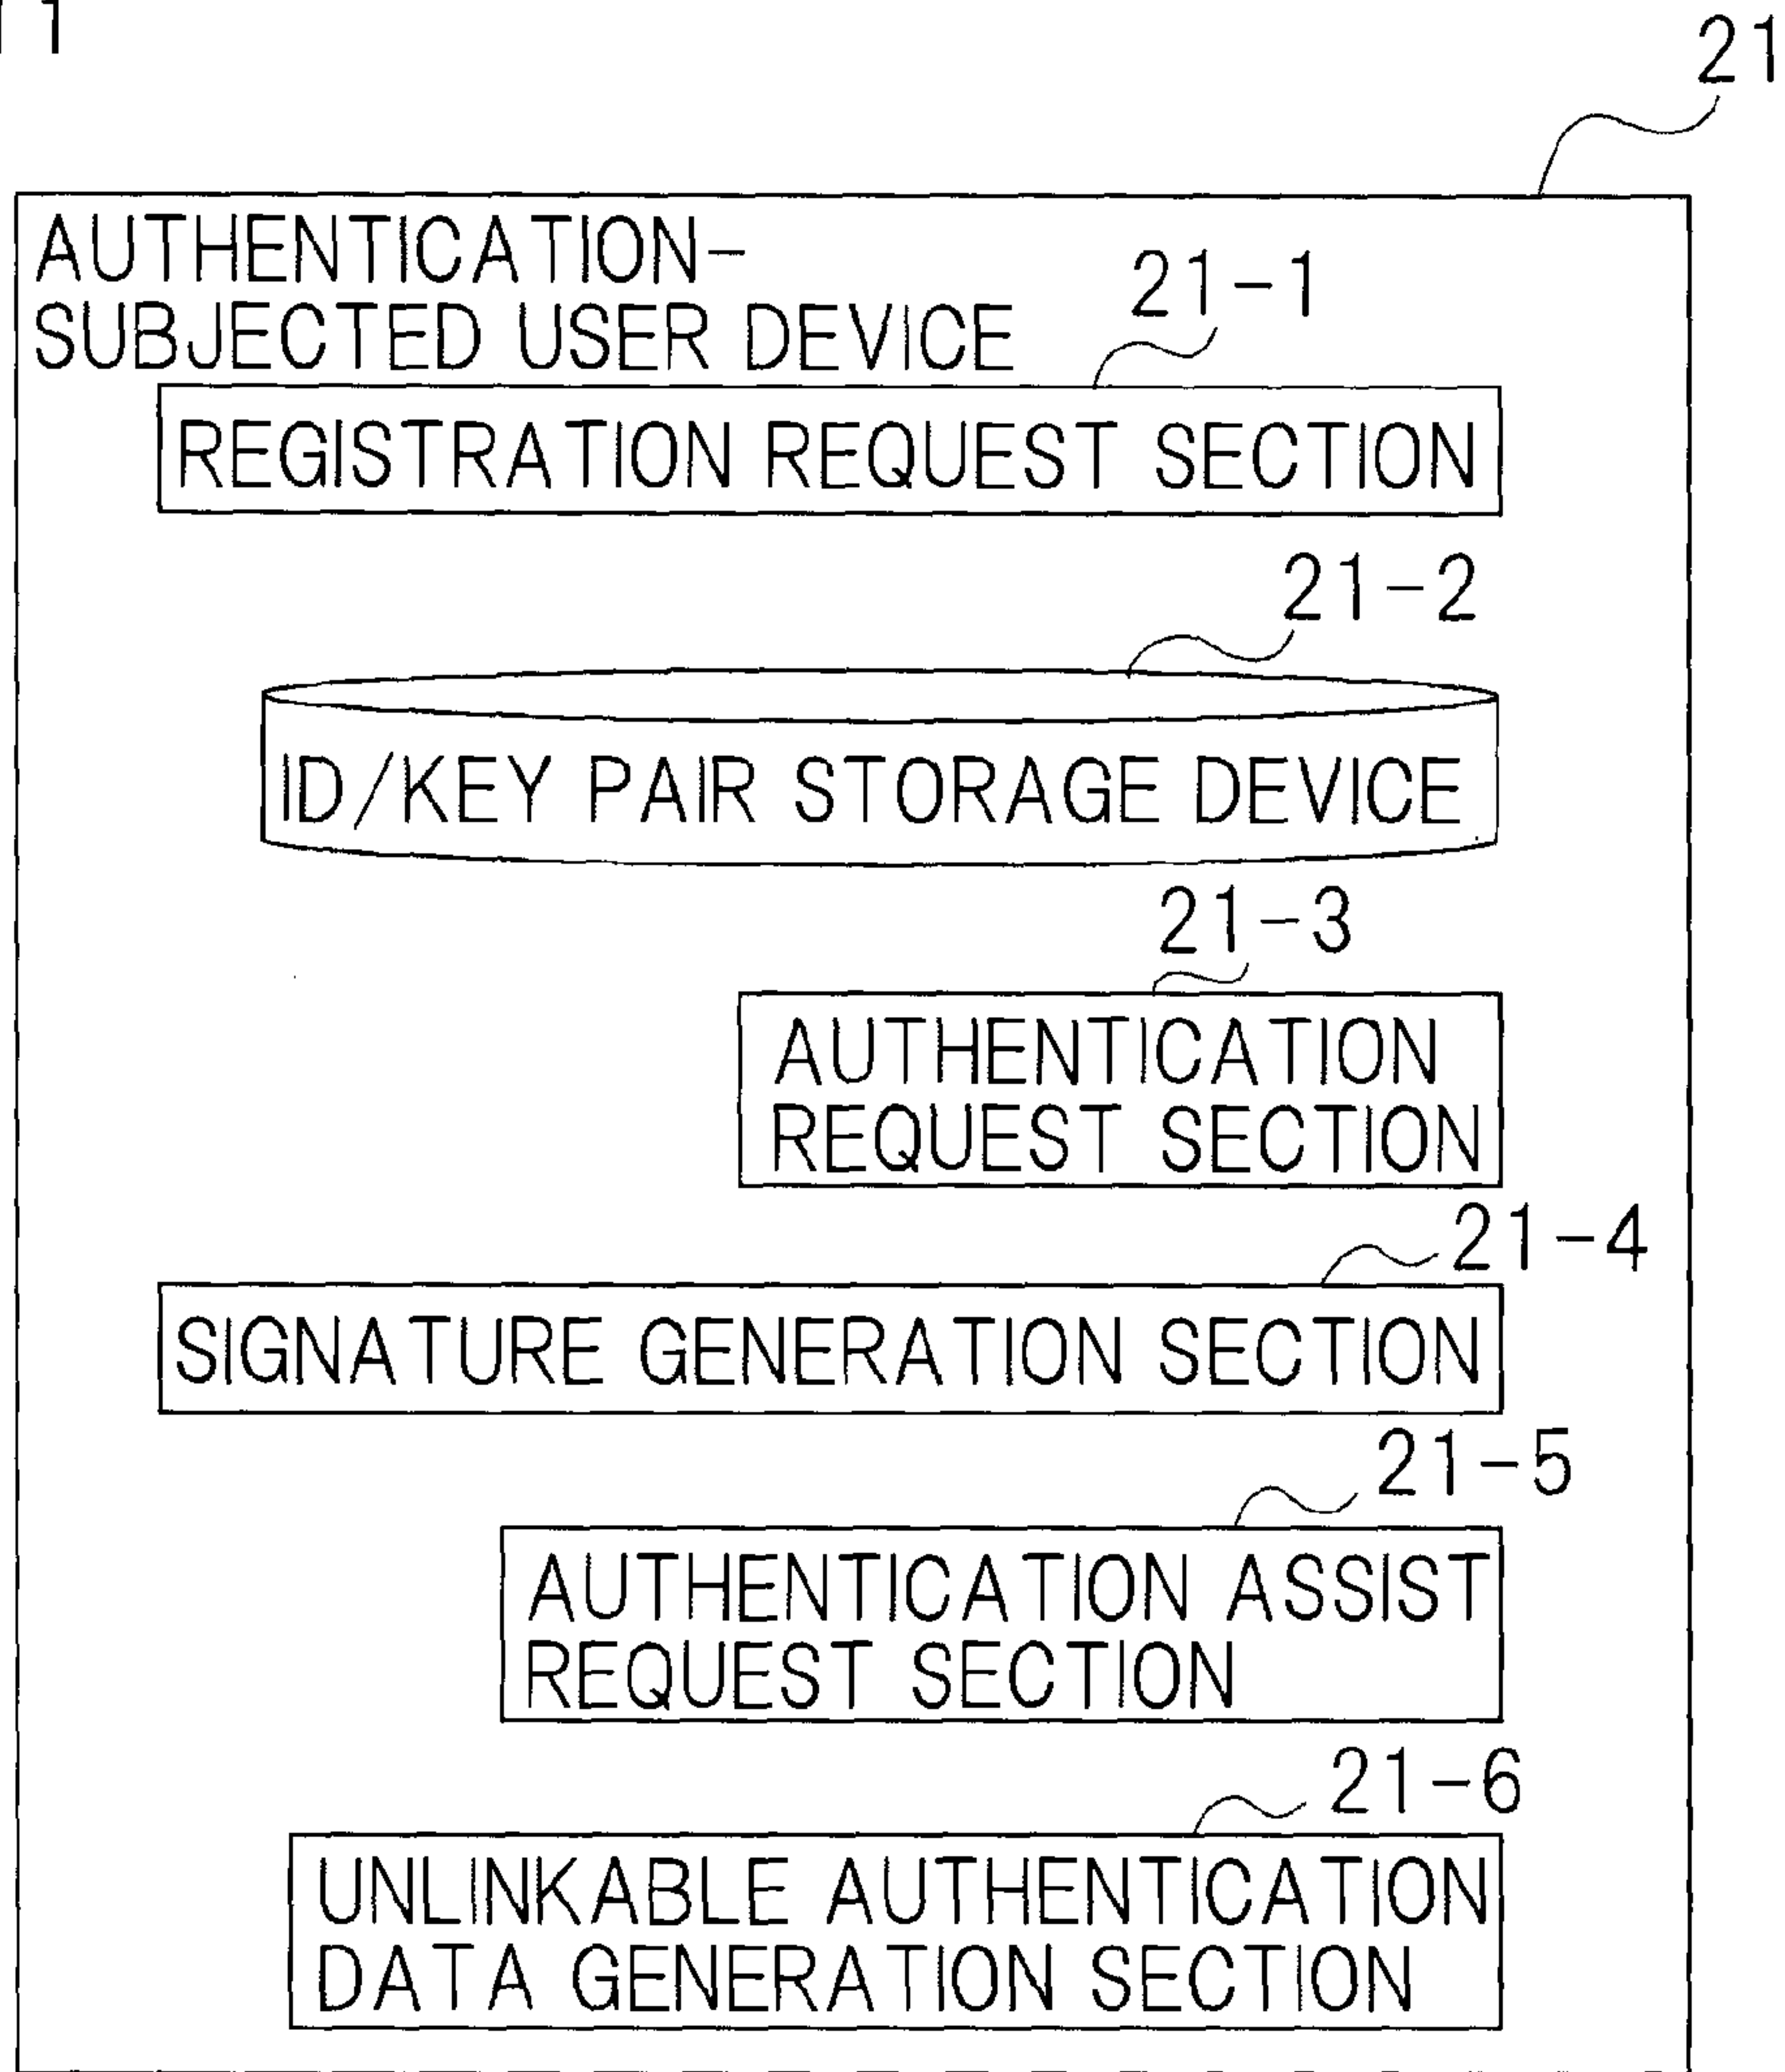 11
21
AUTHENTICATION-
SUBJECTED USER DEVICE
21-1
REGISTRATION REQUEST SECTION
21-2
ID/KEY PAIR STORAGE DEVICE
21-3
AUTHENTICATION
REQUEST SECTION
21-4
SIGNATURE GENERATION SECTION
21-5
AUTHENTICATION ASSIST
REQUEST SECTION
21-6
UNLINKABLE AUTHENTICATION
DATA GENERATION SECTION